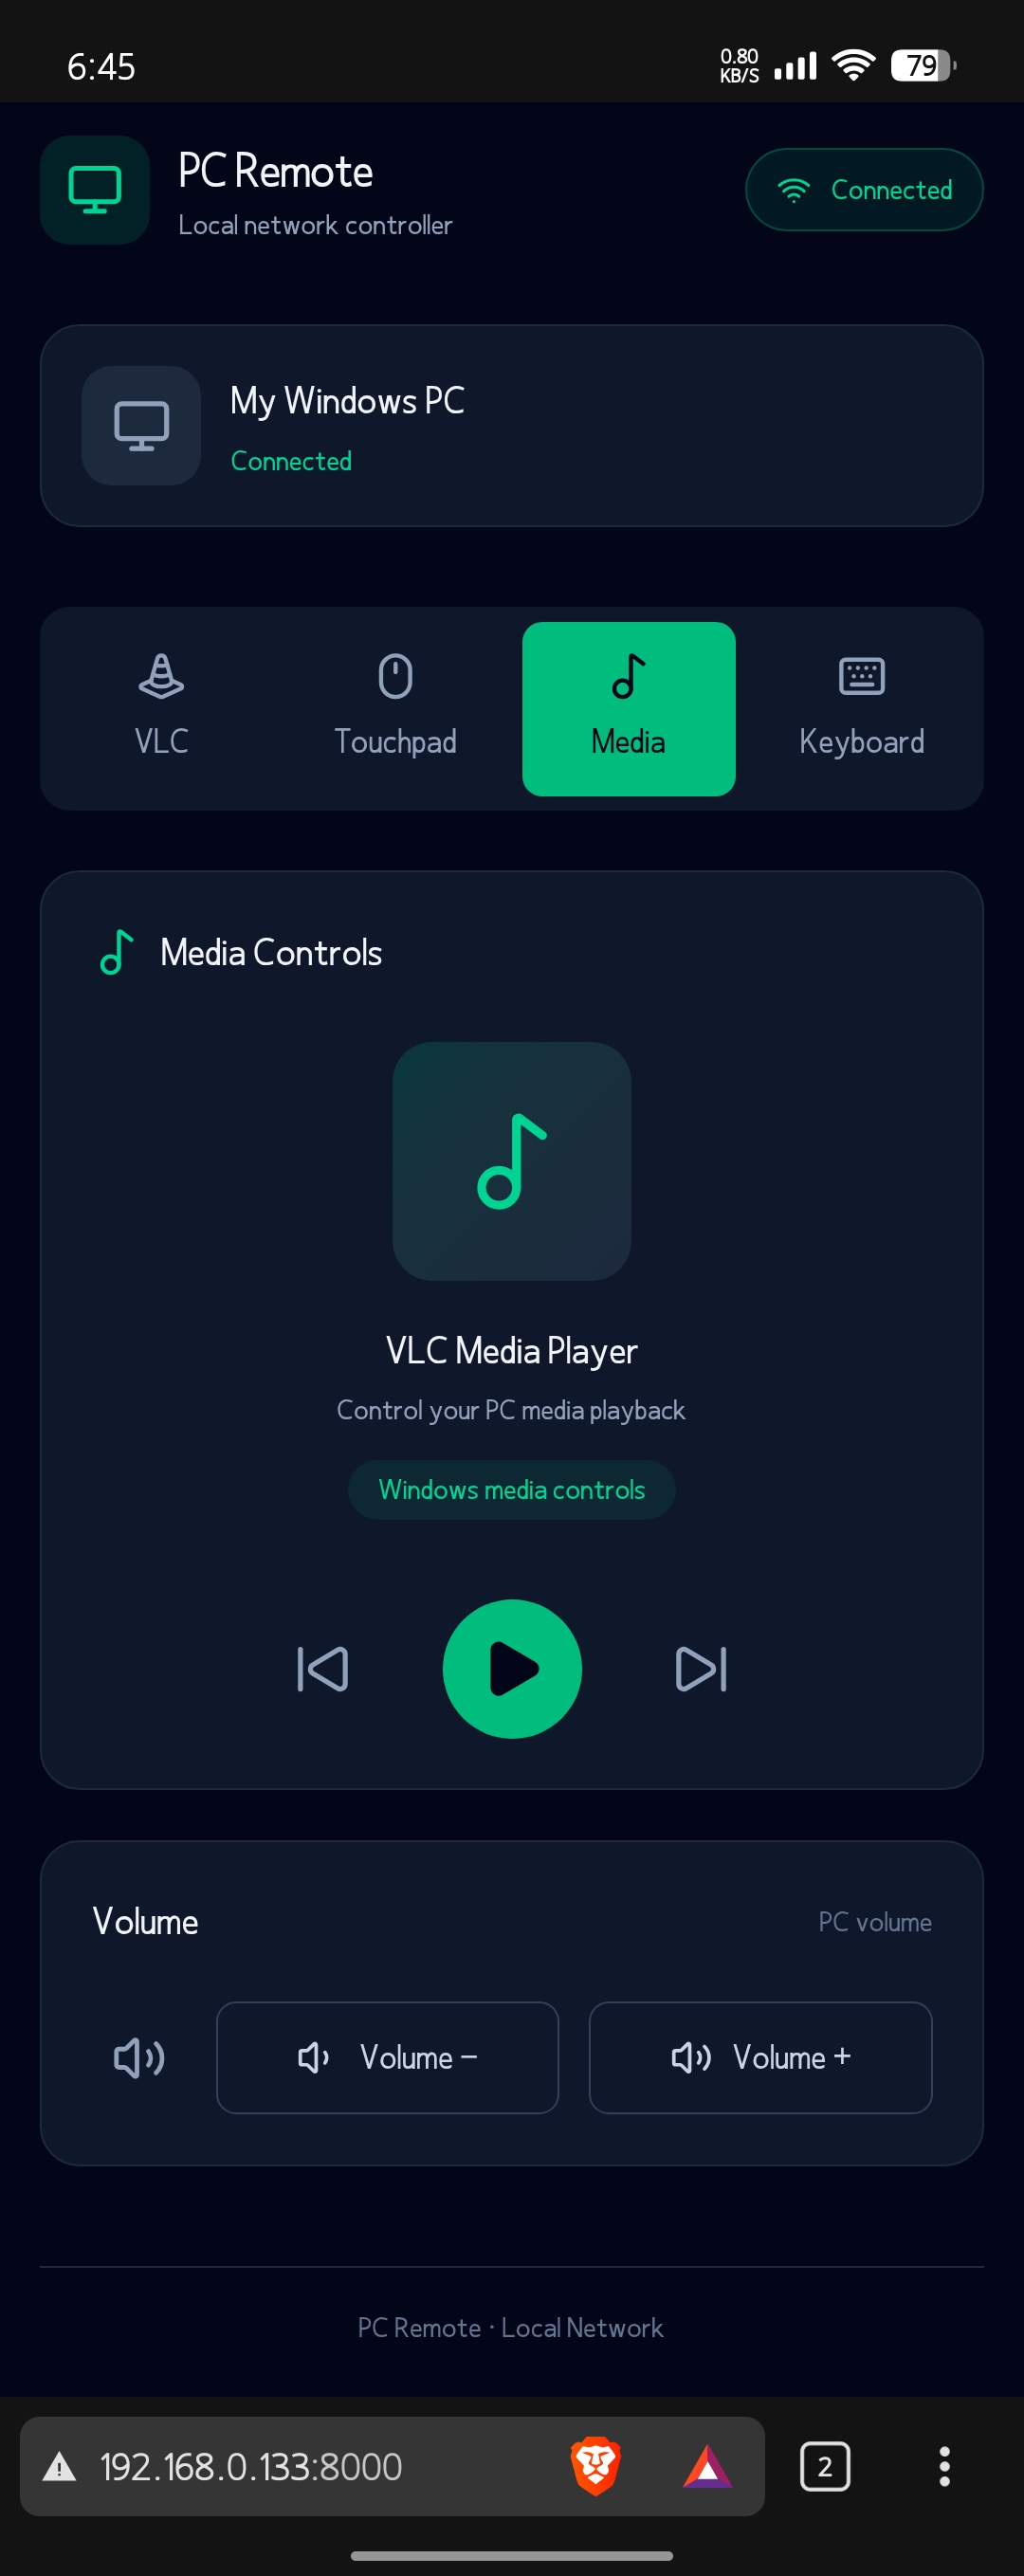 6:45
0.80
KB/S
79
PC Remote
Local network controller
Connected
My Windows PC
Connected
VLC
Touchpad
Media
Keyboard
Media Controls
VLC Media Player
Control your PC media playback
Windows media controls
Volume
PC volume
Volume −
Volume +
PC Remote · Local Network
192.168.0.133:8000
2